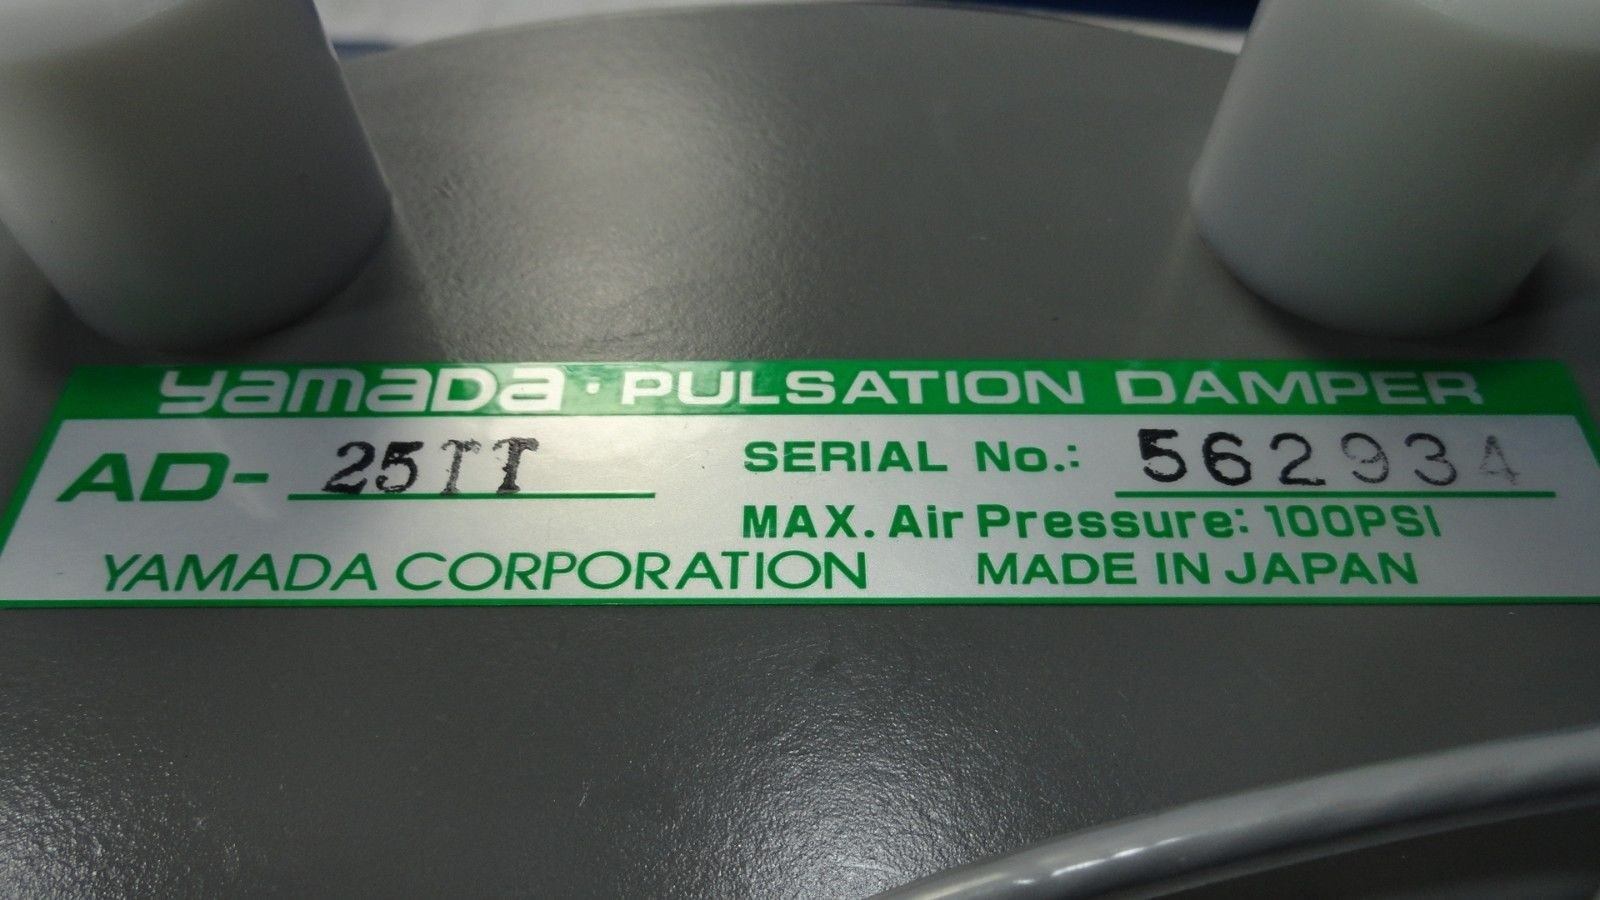 yamada · PULSATION DAMPER
AD- 25TT SERIAL No.: 562934
MAX. Air Pressure: 100PSI
YAMADA CORPORATION MADE IN JAPAN